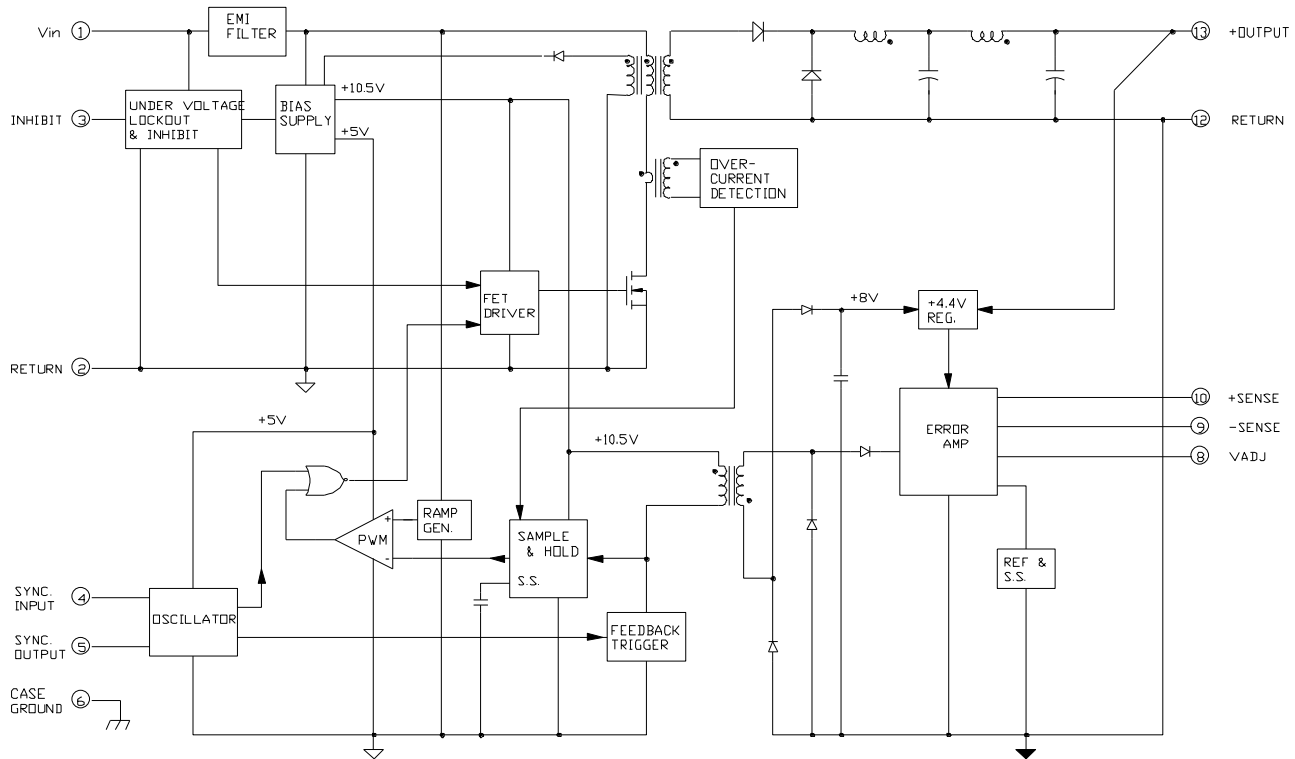 Vin 1
EMI
FILTER
13 +OUTPUT
+10.5V
INHIBIT 3
UNDER VOLTAGE
LOCKOUT
& INHIBIT
BIAS
SUPPLY
+5V
12 RETURN
OVER-
CURRENT
DETECTION
FET
DRIVER
+8V
+4.4V
REG.
RETURN 2
+5V
+10.5V
ERROR
AMP
10 +SENSE
9 -SENSE
8 VADJ
+
PWM
-
RAMP
GEN.
SAMPLE
& HOLD
S.S.
REF &
S.S.
SYNC.
INPUT 4
OSCILLATOR
SYNC.
OUTPUT 5
FEEDBACK
TRIGGER
CASE
GROUND 6